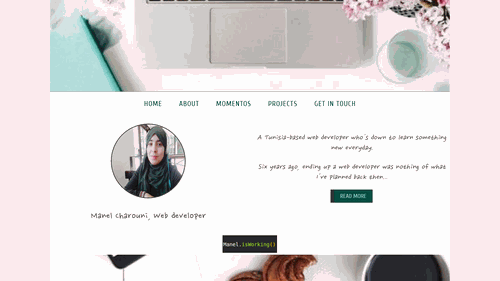 HOME ABOUT MOMENTOS PROJECTS GET IN TOUCH
A Tunisia-based web developer who's down to learn something
new everyday.
Six years ago, ending up a web developer was nothing of what
I've planned back then...
READ MORE
Manel Charouni, Web developer
Manel.isWorking()